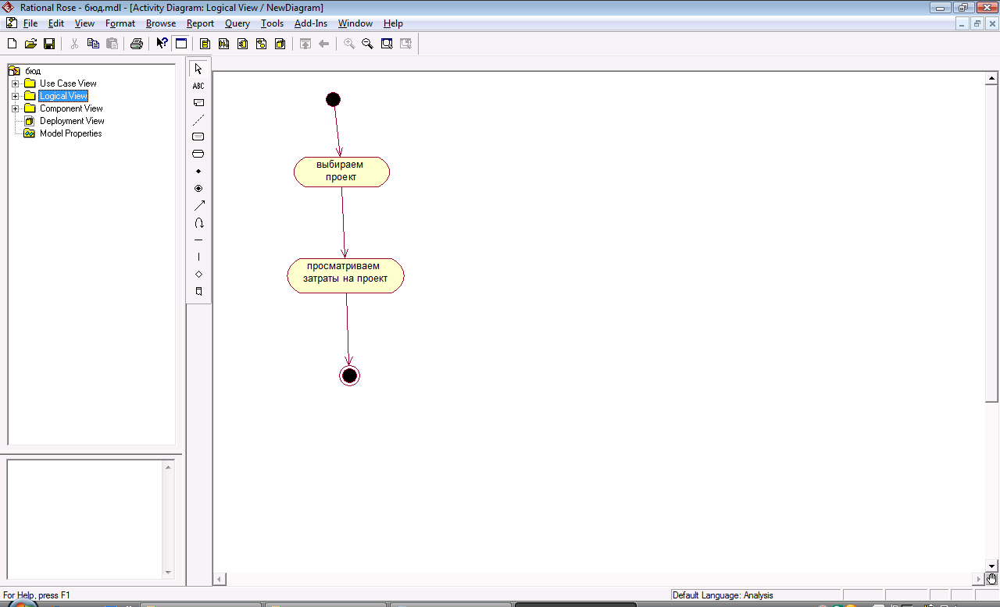 Rational Rose - бюд.mdl - [Activity Diagram: Logical View / NewDiagram]
File Edit View Format Browse Report Query Tools Add-Ins Window Help
бюд
Use Case View
Logical View
Component View
Deployment View
Model Properties
ABC
выбираем
проект
просматриваем
затраты на проект
For Help, press F1
Default Language: Analysis